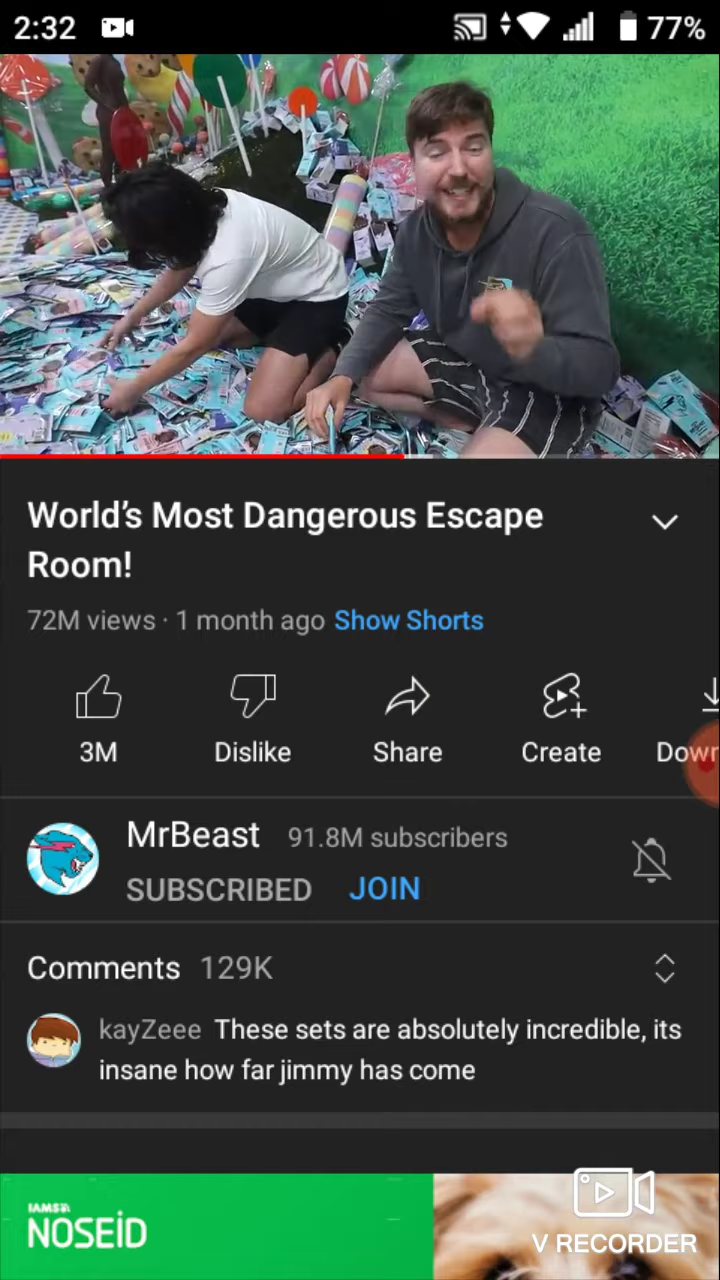 2:32
77%
World's Most Dangerous Escape
Room!
72M views · 1 month ago Show Shorts
3M
Dislike
Share
Create
Down
MrBeast 91.8M subscribers
SUBSCRIBED JOIN
Comments 129K
kayZeee These sets are absolutely incredible, its
insane how far jimmy has come
IAMS
NOSEiD
V RECORDER